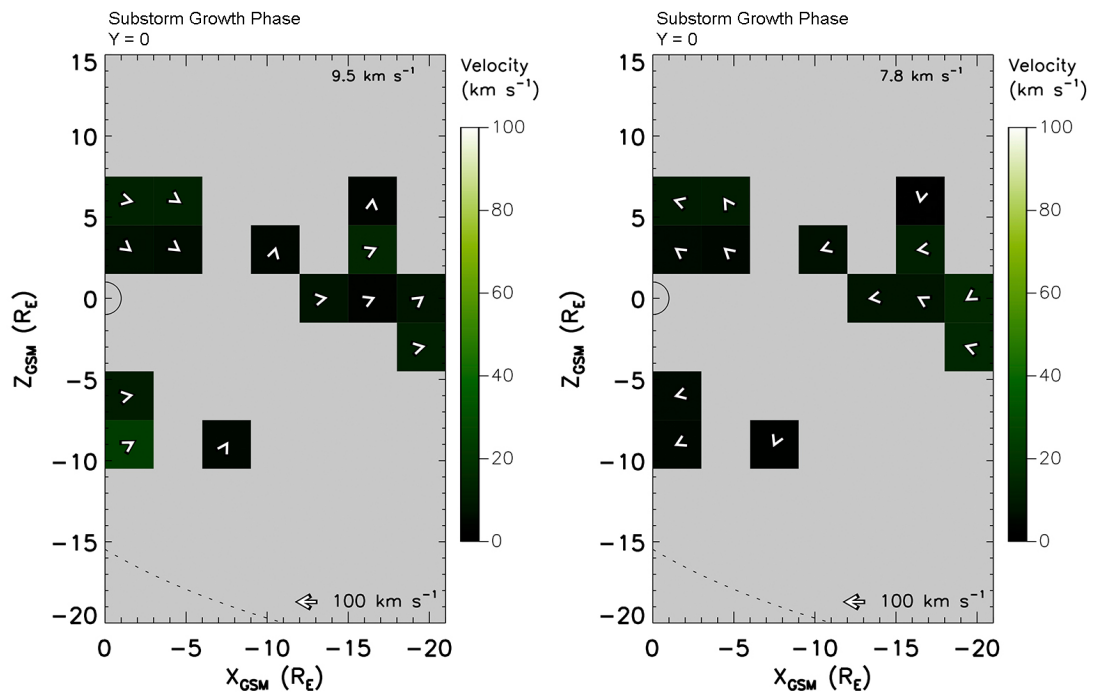 Substorm Growth Phase
Y = 0
9.5 km s⁻¹
Velocity
(km s⁻¹)
100
80
60
40
20
0
15
10
5
0
−5
−10
−15
−20
Z_GSM (R_E)
100 km s⁻¹
0 −5 −10 −15 −20
X_GSM (R_E)
Substorm Growth Phase
Y = 0
7.8 km s⁻¹
Velocity
(km s⁻¹)
100
80
60
40
20
0
15
10
5
0
−5
−10
−15
−20
Z_GSM (R_E)
100 km s⁻¹
0 −5 −10 −15 −20
X_GSM (R_E)